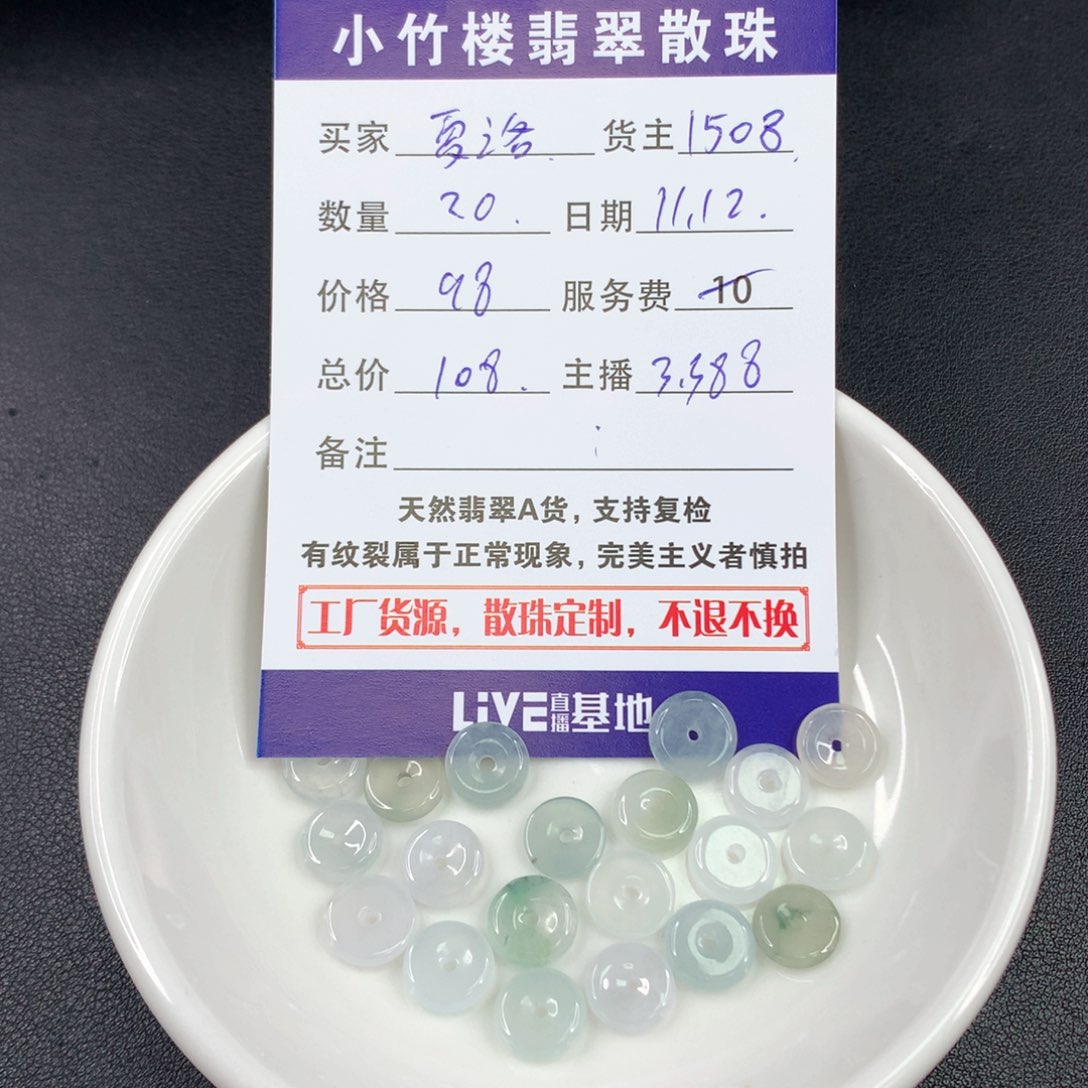 小竹楼翡翠散珠
买家 夏洛. 货主 1508.
数量 20. 日期 11.12.
价格 98 服务费 10
总价 108. 主播 3.588
备注
天然翡翠A货，支持复检
有纹裂属于正常现象，完美主义者慎拍
工厂货源，散珠定制，不退不换
LiVE直播基地